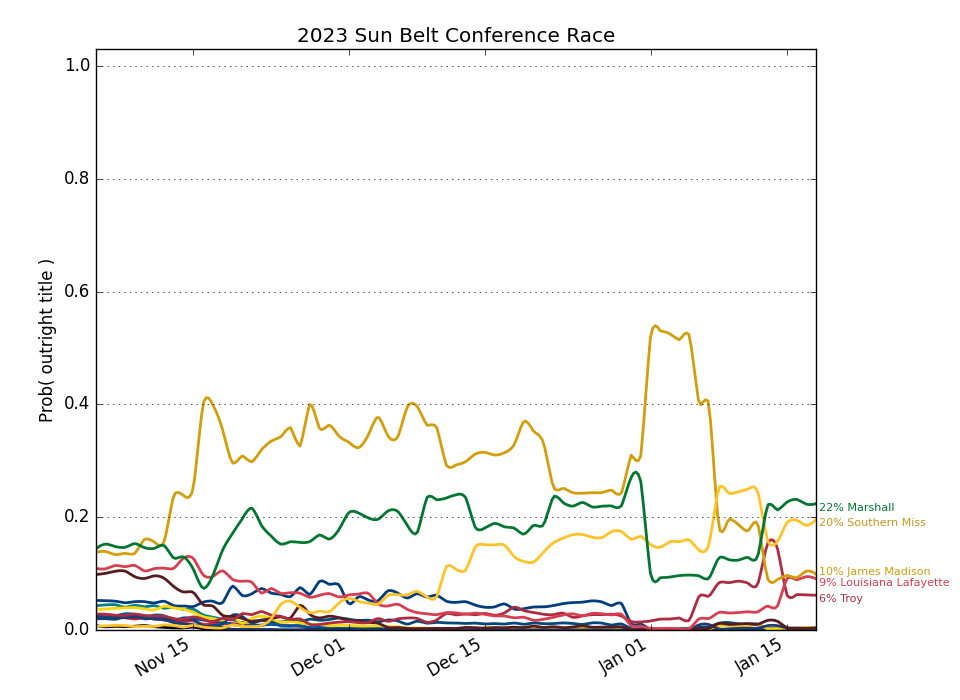 2023 Sun Belt Conference Race
Prob( outright title )
1.0
0.8
0.6
0.4
0.2
0.0
22% Marshall
20% Southern Miss
10% James Madison
9% Louisiana Lafayette
6% Troy
Nov 15
Dec 01
Dec 15
Jan 01
Jan 15